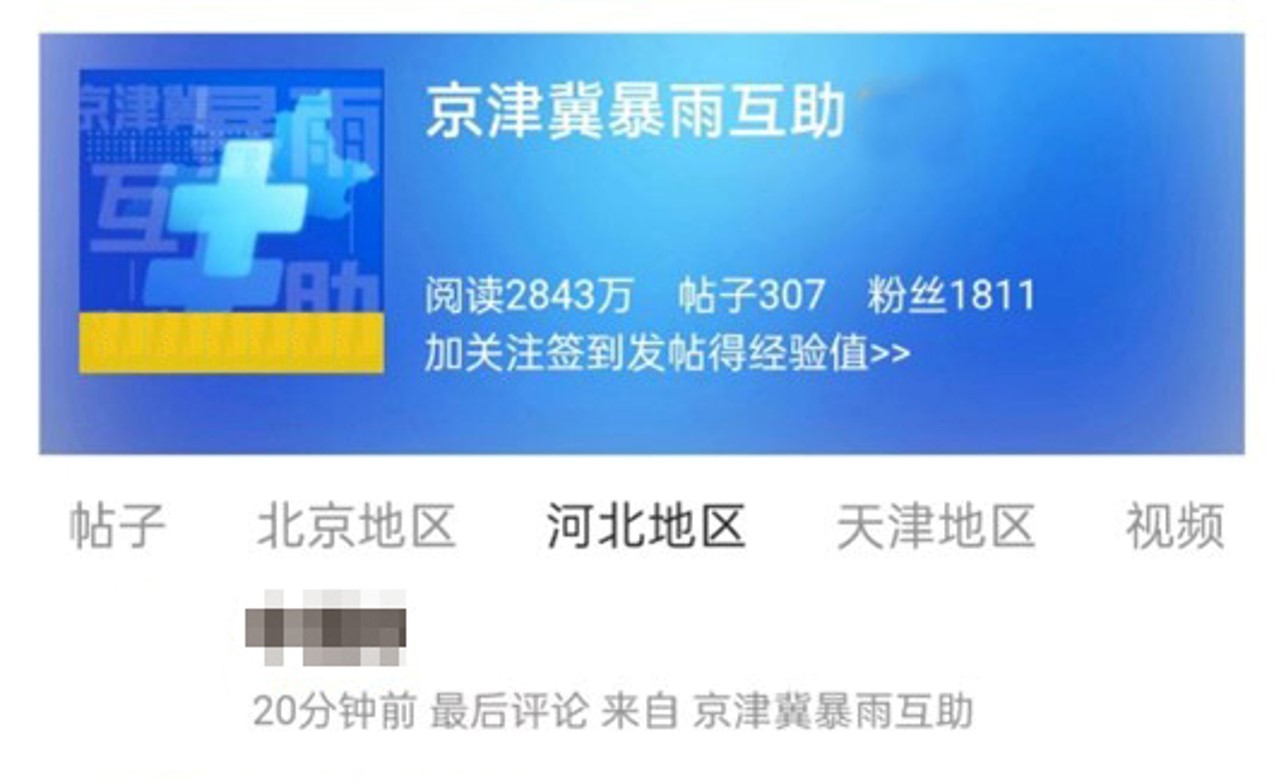 京津冀暴雨
互助
京津冀暴雨互助
阅读2843万 帖子307 粉丝1811
加关注签到发帖得经验值>>
帖子 北京地区 河北地区 天津地区 视频
20分钟前 最后评论 来自 京津冀暴雨互助